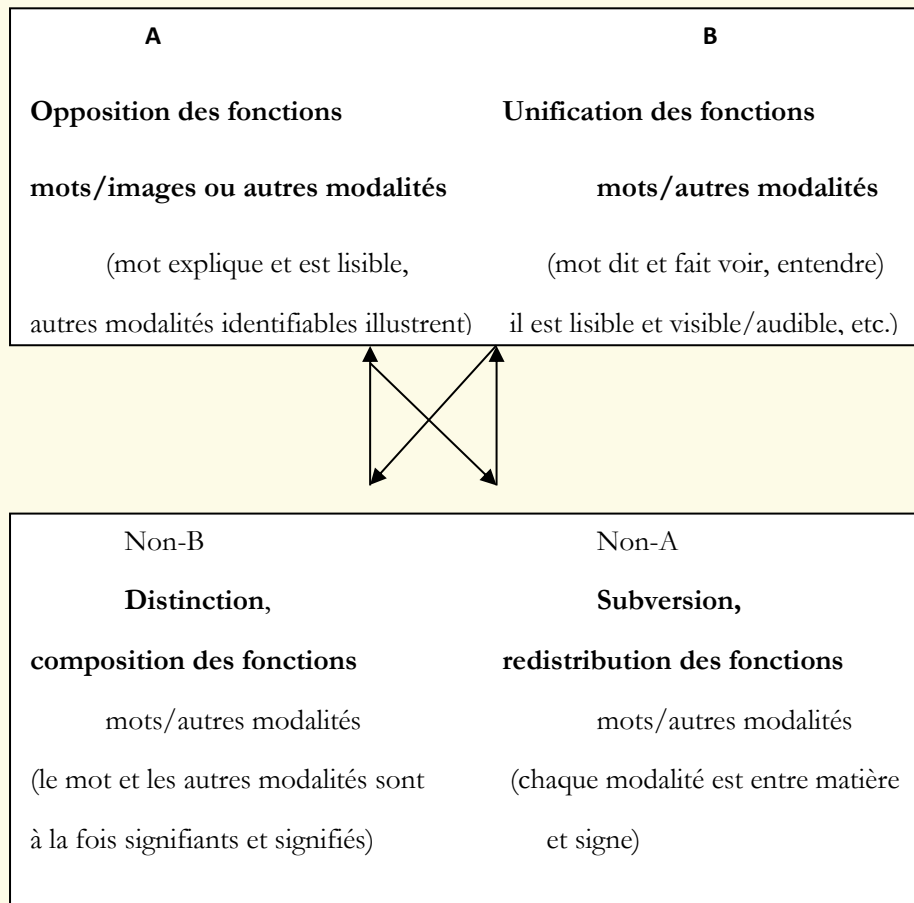 A B
Opposition des fonctions Unification des fonctions
mots/images ou autres modalités mots/autres modalités
(mot explique et est lisible, (mot dit et fait voir, entendre)
autres modalités identifiables illustrent) il est lisible et visible/audible, etc.)
Non-B Non-A
Distinction, Subversion,
composition des fonctions redistribution des fonctions
mots/autres modalités mots/autres modalités
(le mot et les autres modalités sont (chaque modalité est entre matière
à la fois signifiants et signifiés) et signe)